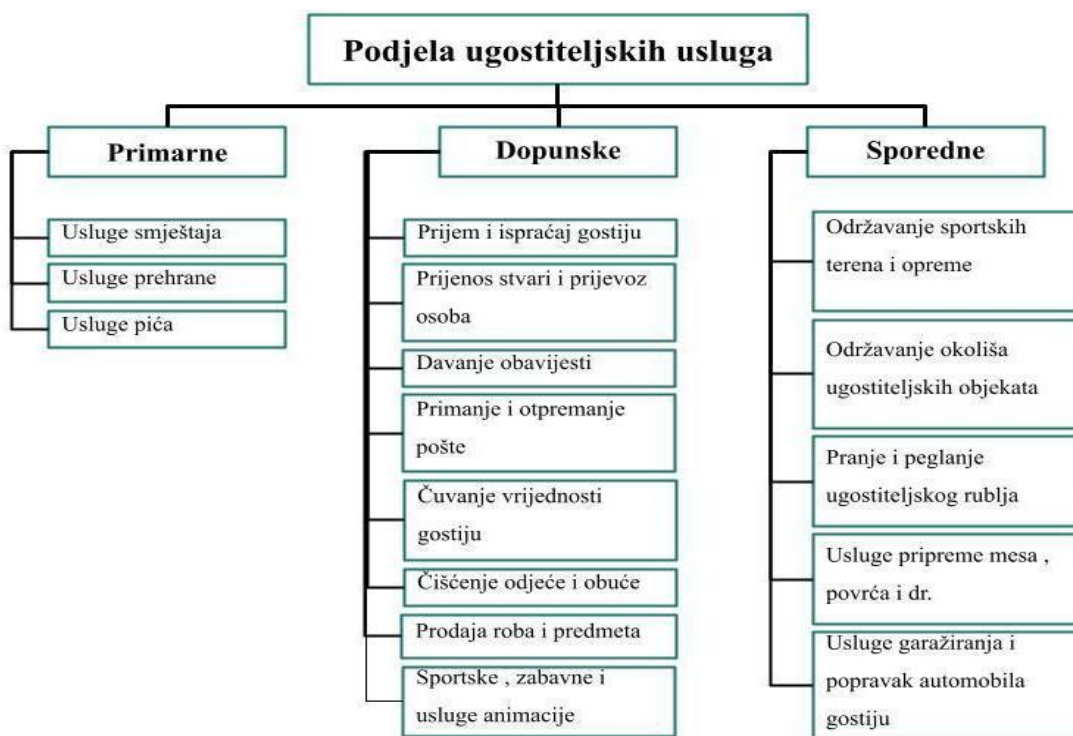 Podjela ugostiteljskih usluga
Primarne
Usluge smještaja
Usluge prehrane
Usluge pića
Dopunske
Prijem i ispraćaj gostiju
Prijenos stvari i prijevoz
osoba
Davanje obavijesti
Primanje i otpremanje
pošte
Čuvanje vrijednosti
gostiju
Čišćenje odjeće i obuće
Prodaja roba i predmeta
Sportske , zabavne i
usluge animacije
Sporedne
Održavanje sportskih
terena i opreme
Održavanje okoliša
ugostiteljskih objekata
Pranje i peglanje
ugostiteljskog rublja
Usluge pripreme mesa ,
povrća i dr.
Usluge garažiranja i
popravak automobila
gostiju